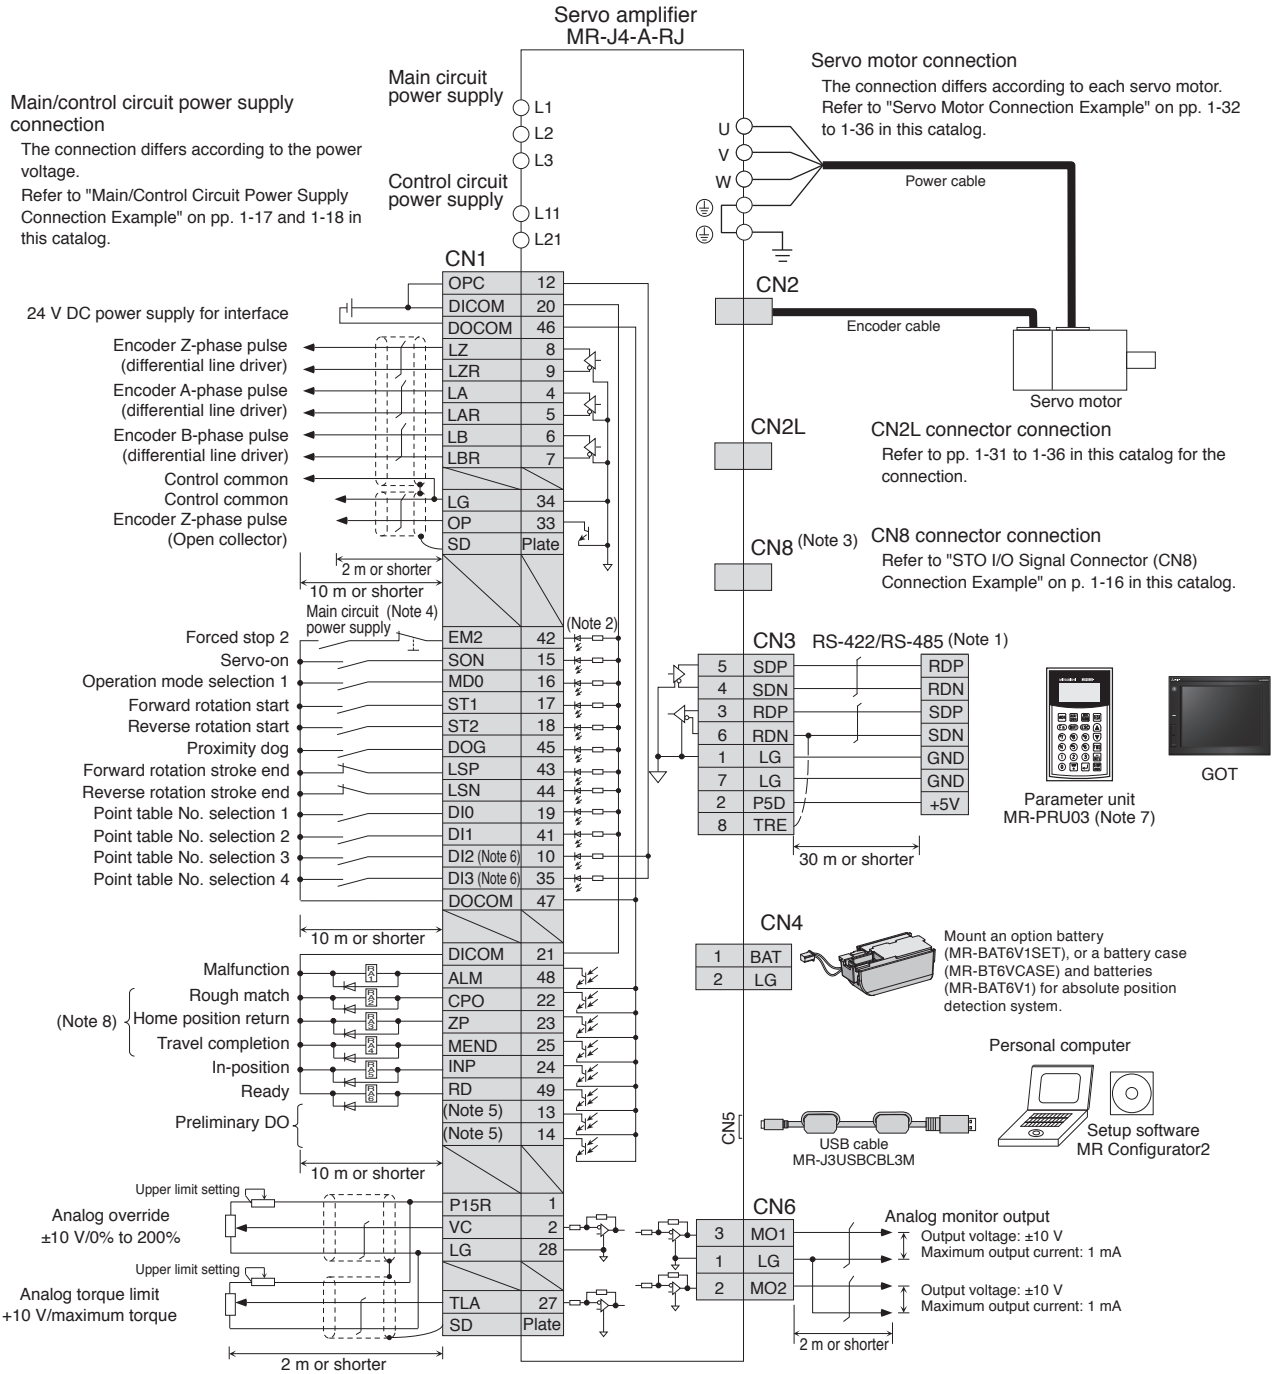 Servo amplifier
MR-J4-A-RJ
Main circuit
power supply
L1
L2
L3
Control circuit
power supply
L11
L21
Main/control circuit power supply
connection
The connection differs according to the power
voltage.
Refer to "Main/Control Circuit Power Supply
Connection Example" on pp. 1-17 and 1-18 in
this catalog.
Servo motor connection
The connection differs according to each servo motor.
Refer to "Servo Motor Connection Example" on pp. 1-32
to 1-36 in this catalog.
U
V
W
Power cable
CN2
Encoder cable
Servo motor
CN2L
CN2L connector connection
Refer to pp. 1-31 to 1-36 in this catalog for the
connection.
CN8 (Note 3)
CN8 connector connection
Refer to "STO I/O Signal Connector (CN8)
Connection Example" on p. 1-16 in this catalog.
CN1
OPC 12
24 V DC power supply for interface
DICOM 20
DOCOM 46
Encoder Z-phase pulse
(differential line driver)
LZ 8
LZR 9
Encoder A-phase pulse
(differential line driver)
LA 4
LAR 5
Encoder B-phase pulse
(differential line driver)
LB 6
LBR 7
Control common
Control common
LG 34
Encoder Z-phase pulse
(Open collector)
OP 33
SD Plate
2 m or shorter
10 m or shorter
Main circuit (Note 4)
power supply
(Note 2)
Forced stop 2 EM2 42
Servo-on SON 15
Operation mode selection 1 MD0 16
Forward rotation start ST1 17
Reverse rotation start ST2 18
Proximity dog DOG 45
Forward rotation stroke end LSP 43
Reverse rotation stroke end LSN 44
Point table No. selection 1 DI0 19
Point table No. selection 2 DI1 41
Point table No. selection 3 DI2 (Note 6) 10
Point table No. selection 4 DI3 (Note 6) 35
DOCOM 47
10 m or shorter
DICOM 21
Malfunction RA1 ALM 48
(Note 8)
Rough match RA2 CPO 22
Home position return RA3 ZP 23
Travel completion RA4 MEND 25
In-position RA5 INP 24
Ready RA6 RD 49
Preliminary DO
(Note 5) 13
(Note 5) 14
10 m or shorter
Upper limit setting
P15R 1
Analog override
±10 V/0% to 200%
VC 2
LG 28
Upper limit setting
Analog torque limit
+10 V/maximum torque
TLA 27
SD Plate
2 m or shorter
CN3 RS-422/RS-485 (Note 1)
5 SDP RDP
4 SDN RDN
3 RDP SDP
6 RDN SDN
1 LG GND
7 LG GND
2 P5D +5V
8 TRE
30 m or shorter
Parameter unit
MR-PRU03 (Note 7)
GOT
CN4
1 BAT
2 LG
Mount an option battery
(MR-BAT6V1SET), or a battery case
(MR-BT6VCASE) and batteries
(MR-BAT6V1) for absolute position
detection system.
Personal computer
CN5
USB cable
MR-J3USBCBL3M
Setup software
MR Configurator2
CN6
3 MO1
1 LG
2 MO2
Analog monitor output
Output voltage: ±10 V
Maximum output current: 1 mA
Output voltage: ±10 V
Maximum output current: 1 mA
2 m or shorter